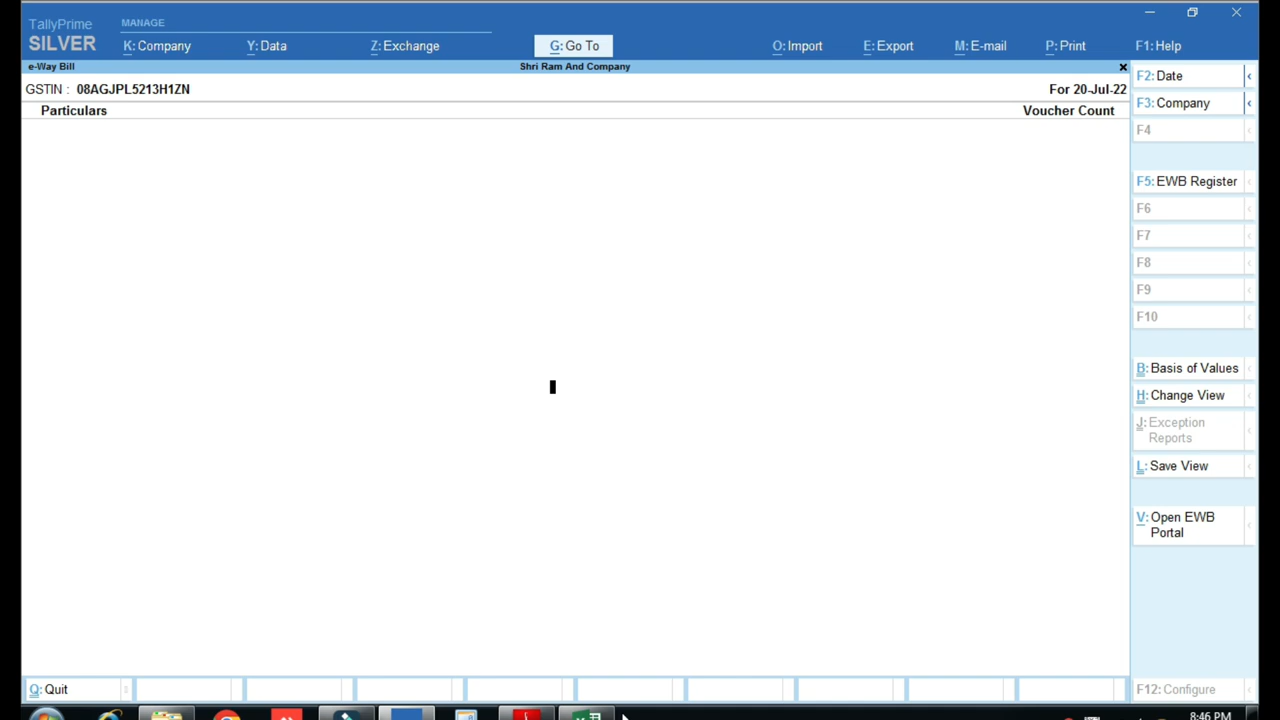 TallyPrime
SILVER
MANAGE
K: Company
Y: Data
Z: Exchange
G: Go To
O: Import
E: Export
M: E-mail
P: Print
F1: Help
e-Way Bill
Shri Ram And Company
GSTIN : 08AGJPL5213H1ZN
For 20-Jul-22
Particulars
Voucher Count
F2: Date
F3: Company
F4
F5: EWB Register
F6
F7
F8
F9
F10
B: Basis of Values
H: Change View
J: Exception
Reports
L: Save View
V: Open EWB
Portal
Q: Quit
F12: Configure
8:46 PM